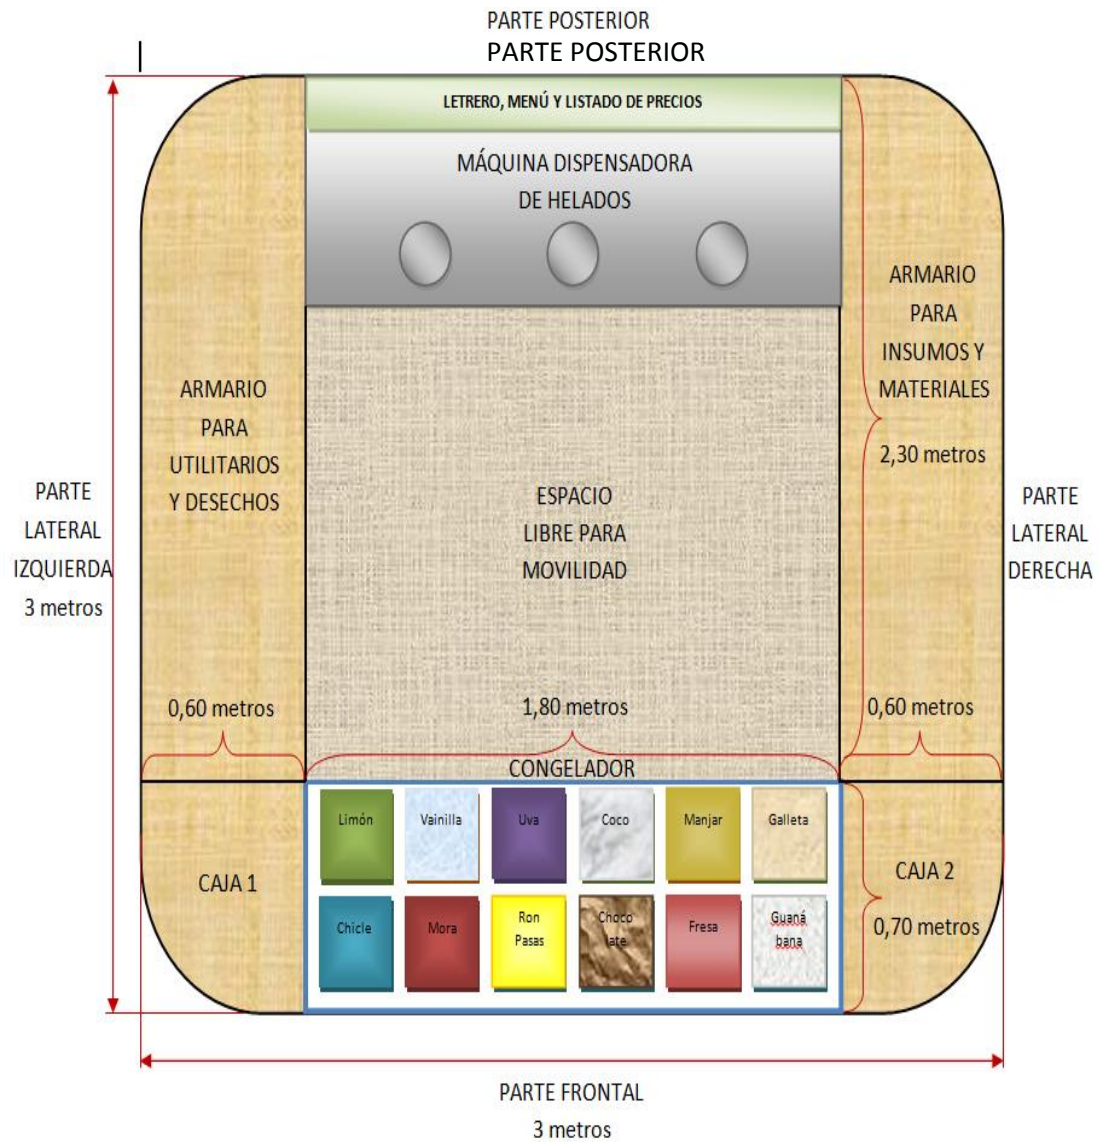 PARTE POSTERIOR
PARTE POSTERIOR
LETRERO, MENÚ Y LISTADO DE PRECIOS
MÁQUINA DISPENSADORA
DE HELADOS
ARMARIO
PARA
INSUMOS Y
MATERIALES
2,30 metros
ARMARIO
PARA
UTILITARIOS
Y DESECHOS
PARTE
LATERAL
IZQUIERDA
3 metros
ESPACIO
LIBRE PARA
MOVILIDAD
PARTE
LATERAL
DERECHA
0,60 metros
1,80 metros
0,60 metros
CONGELADOR
Limón
Vainilla
Uva
Coco
Manjar
Galleta
CAJA 1
CAJA 2
0,70 metros
Chicle
Mora
Ron
Pasas
Choco
late
Fresa
Guaná
bana
PARTE FRONTAL
3 metros